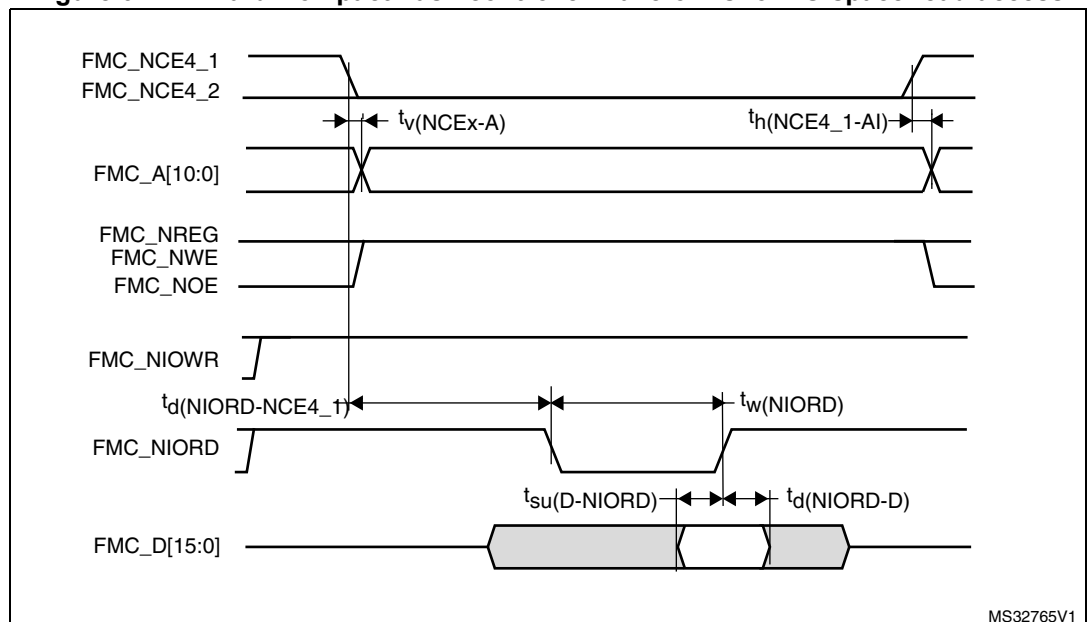 FMC_NCE4_1
FMC_NCE4_2
tv(NCEx-A)
th(NCE4_1-AI)
FMC_A[10:0]
FMC_NREG
FMC_NWE
FMC_NOE
FMC_NIOWR
td(NIORD-NCE4_1)
tw(NIORD)
FMC_NIORD
tsu(D-NIORD)
td(NIORD-D)
FMC_D[15:0]
MS32765V1